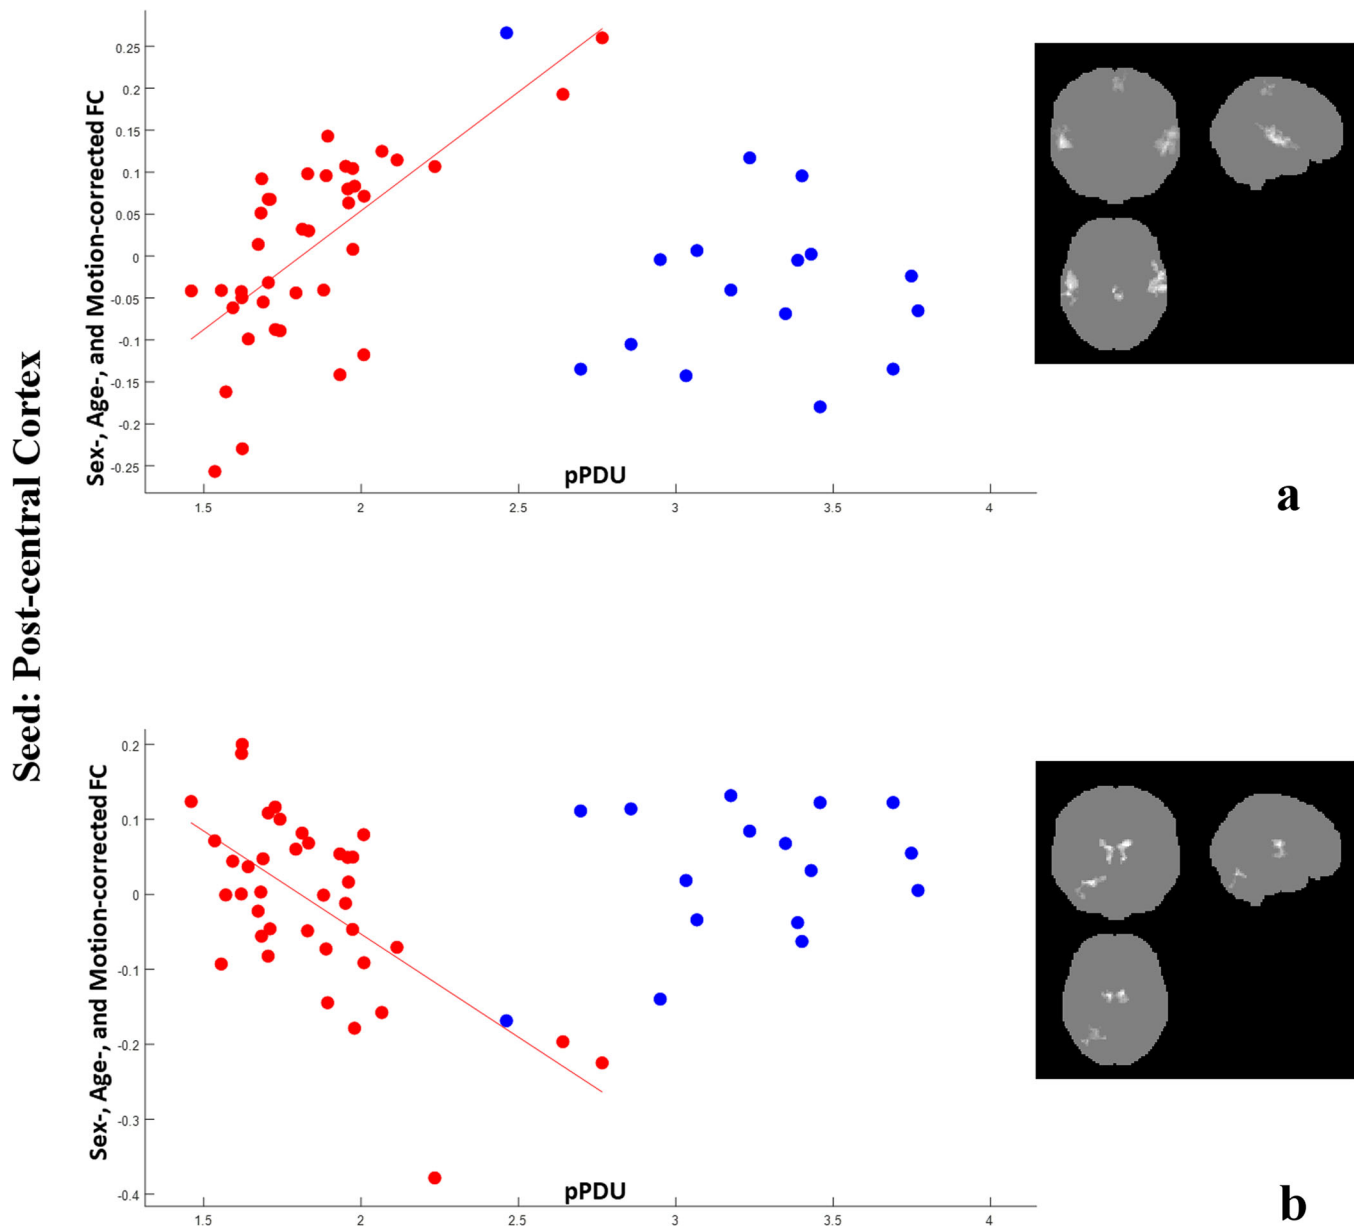 Seed: Post-central Cortex
Sex-, Age-, and Motion-corrected FC
0.25
0.2
0.15
0.1
0.05
0
-0.05
-0.1
-0.15
-0.2
-0.25
pPDU
1.5 2 2.5 3 3.5 4
a
Sex-, Age-, and Motion-corrected FC
0.2
0.1
0
-0.1
-0.2
-0.3
-0.4
pPDU
1.5 2 2.5 3 3.5 4
b